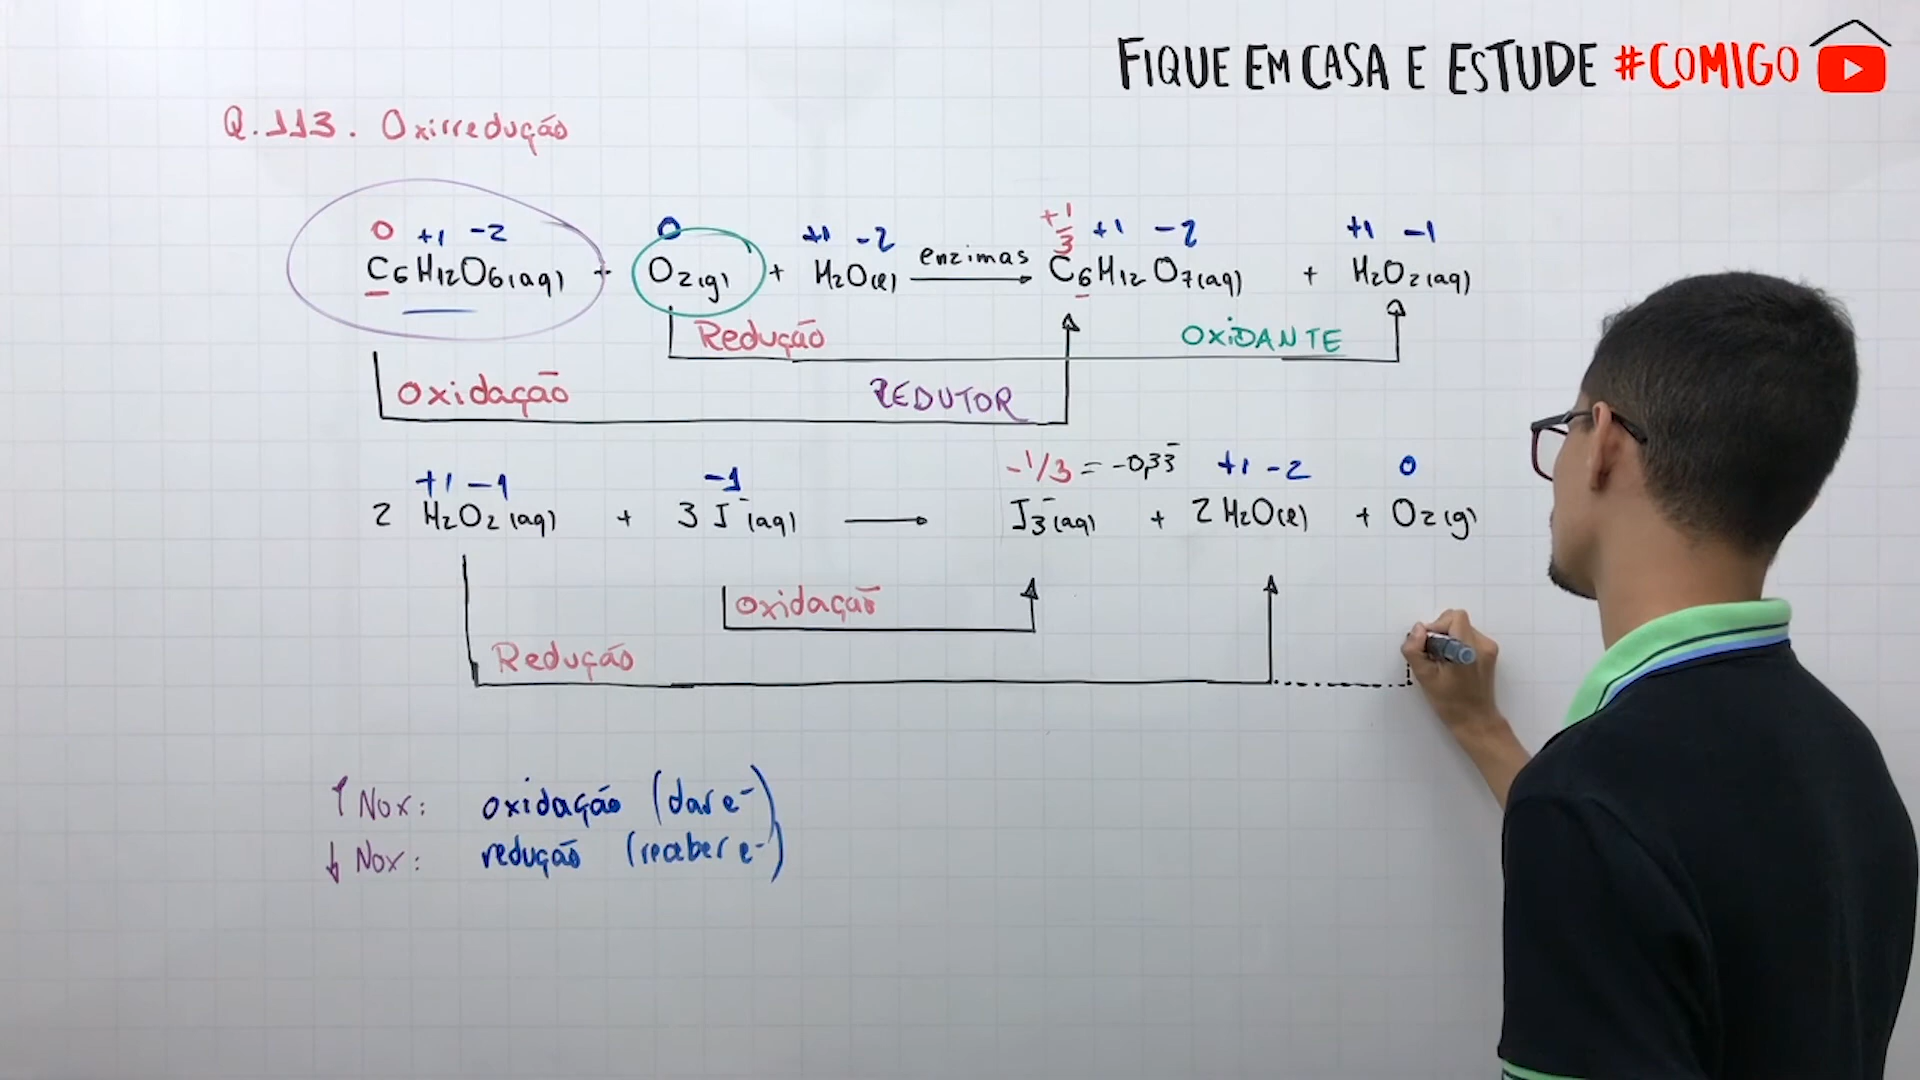 FIQUE EM CASA E ESTUDE #COMIGO
Q.113. Oxirredução
0 +1 -2 0 +1 -2 +1/3 +1 -2 +1 -1
C6H12O6(aq) + O2(g) + H2O(ℓ) enzimas → C6H12O7(aq) + H2O2(aq)
Redução OXIDANTE
Oxidação REDUTOR
+1 -1 -1 -1/3 = -0,33̅ +1 -2 0
2 H2O2(aq) + 3 I⁻(aq) → I3⁻(aq) + 2 H2O(ℓ) + O2(g)
oxidação
Redução
↑ Nox: oxidação (dar e⁻)
↓ Nox: redução (receber e⁻)